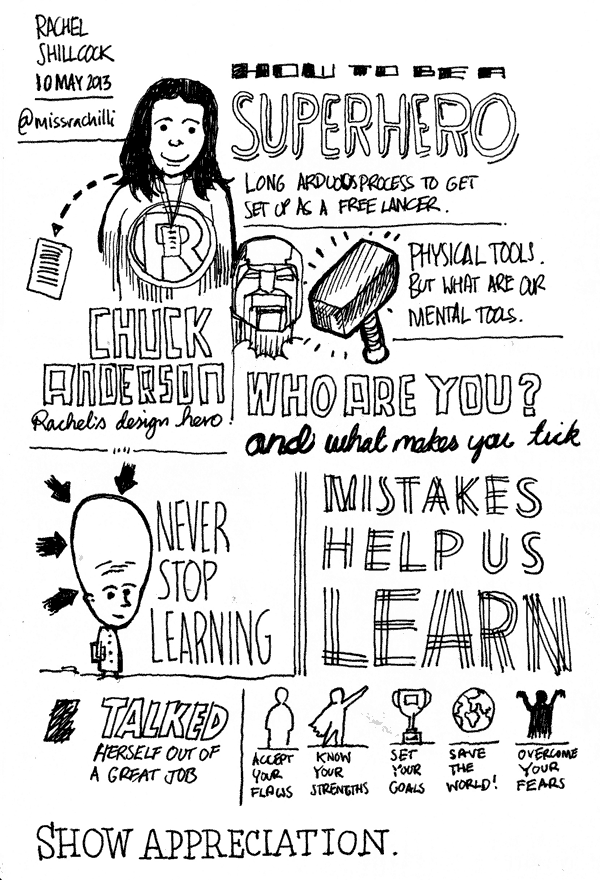 RACHEL
SHILLCOCK
10 MAY 2013
@missrachilli
HOW TO BE A
SUPERHERO
LONG ARDUOUS PROCESS TO GET
SET UP AS A FREELANCER.
R
PHYSICAL TOOLS.
BUT WHAT ARE OUR
MENTAL TOOLS.
CHUCK
ANDERSON
Rachel's design hero.
WHO ARE YOU?
and what makes you tick
NEVER
STOP
LEARNING
MISTAKES
HELP US
LEARN
TALKED
HERSELF OUT OF
A GREAT JOB
ACCEPT
YOUR
FLAWS
KNOW
YOUR
STRENGTHS
SET
YOUR
GOALS
SAVE
THE
WORLD!
OVERCOME
YOUR
FEARS
SHOW APPRECIATION.